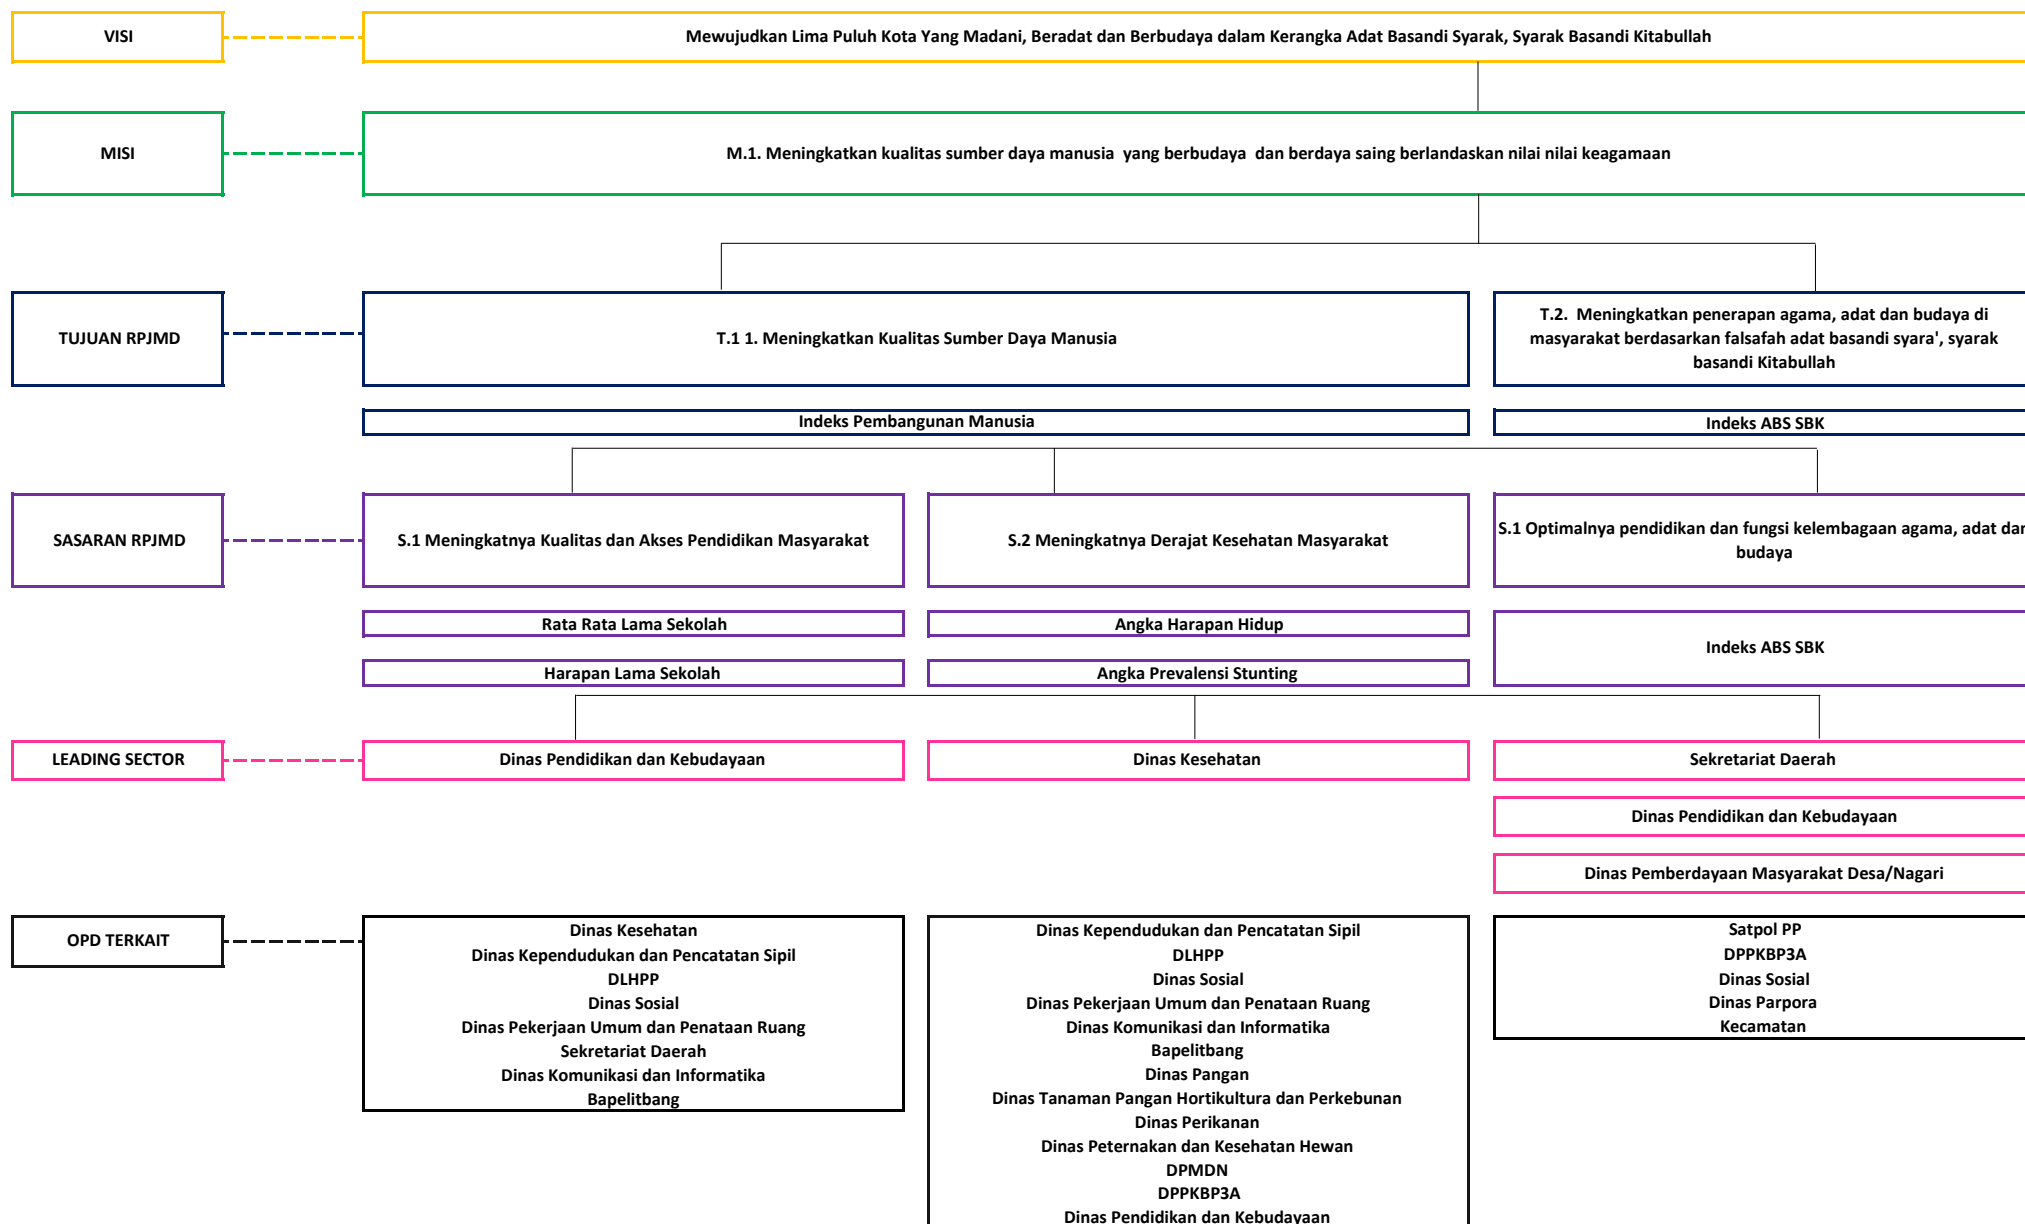 VISI
Mewujudkan Lima Puluh Kota Yang Madani, Beradat dan Berbudaya dalam Kerangka Adat Basandi Syarak, Syarak Basandi Kitabullah
MISI
M.1. Meningkatkan kualitas sumber daya manusia  yang berbudaya  dan berdaya saing berlandaskan nilai nilai keagamaan
TUJUAN RPJMD
T.1 1. Meningkatkan Kualitas Sumber Daya Manusia
T.2.  Meningkatkan penerapan agama, adat dan budaya di
masyarakat berdasarkan falsafah adat basandi syara', syarak
basandi Kitabullah
Indeks Pembangunan Manusia
Indeks ABS SBK
SASARAN RPJMD
S.1 Meningkatnya Kualitas dan Akses Pendidikan Masyarakat
S.2 Meningkatnya Derajat Kesehatan Masyarakat
S.1 Optimalnya pendidikan dan fungsi kelembagaan agama, adat dan
budaya
Rata Rata Lama Sekolah
Angka Harapan Hidup
Indeks ABS SBK
Harapan Lama Sekolah
Angka Prevalensi Stunting
LEADING SECTOR
Dinas Pendidikan dan Kebudayaan
Dinas Kesehatan
Sekretariat Daerah
Dinas Pendidikan dan Kebudayaan
Dinas Pemberdayaan Masyarakat Desa/Nagari
OPD TERKAIT
Dinas Kesehatan
Dinas Kependudukan dan Pencatatan Sipil
DLHPP
Dinas Sosial
Dinas Pekerjaan Umum dan Penataan Ruang
Sekretariat Daerah
Dinas Komunikasi dan Informatika
Bapelitbang
Dinas Kependudukan dan Pencatatan Sipil
DLHPP
Dinas Sosial
Dinas Pekerjaan Umum dan Penataan Ruang
Dinas Komunikasi dan Informatika
Bapelitbang
Dinas Pangan
Dinas Tanaman Pangan Hortikultura dan Perkebunan
Dinas Perikanan
Dinas Peternakan dan Kesehatan Hewan
DPMDN
DPPKBP3A
Dinas Pendidikan dan Kebudayaan
Satpol PP
DPPKBP3A
Dinas Sosial
Dinas Parpora
Kecamatan